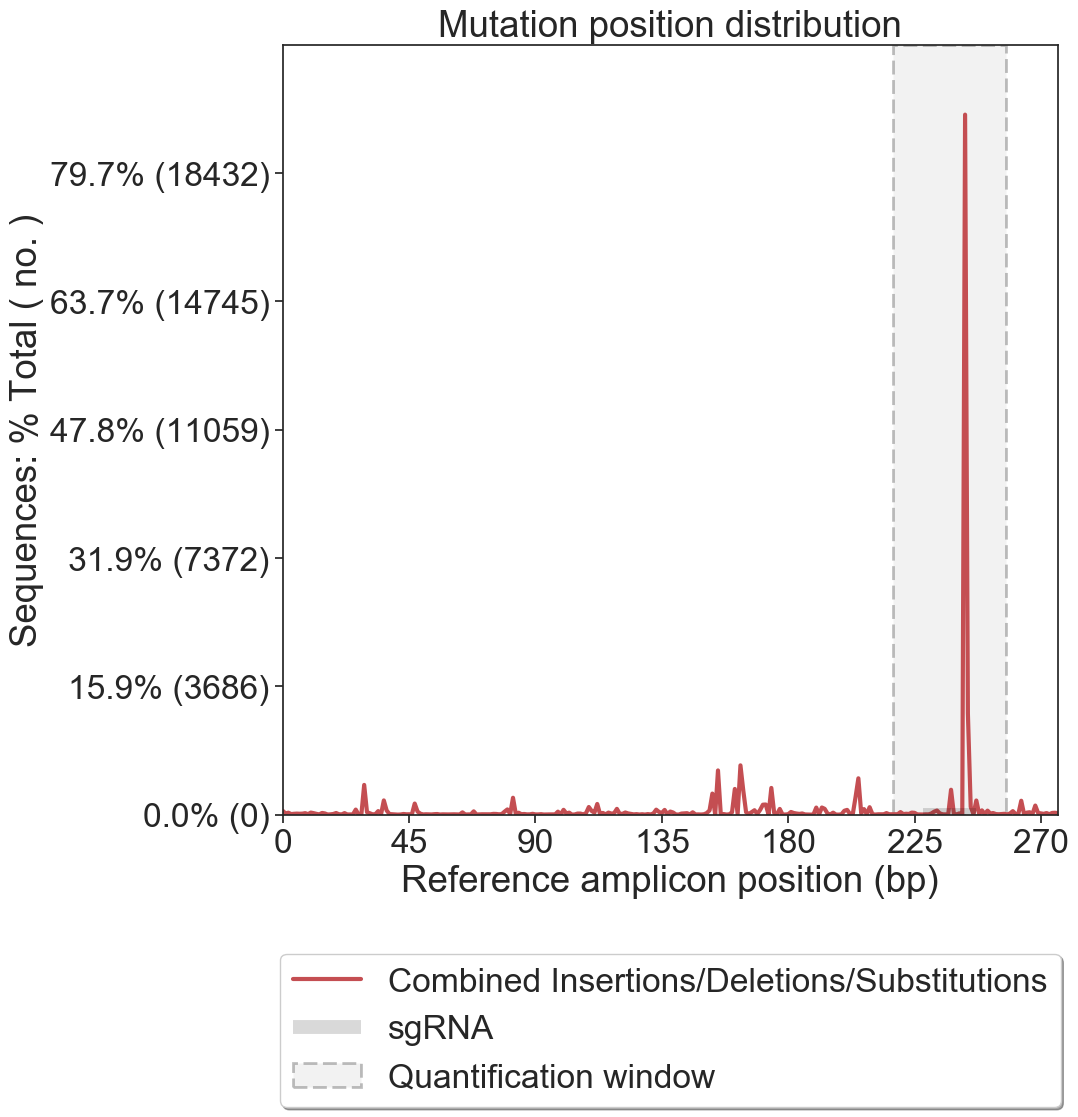 Mutation position distribution
Sequences: % Total ( no. )
79.7% (18432)
63.7% (14745)
47.8% (11059)
31.9% (7372)
15.9% (3686)
0.0% (0)
0 45 90 135 180 225 270
Reference amplicon position (bp)
Combined Insertions/Deletions/Substitutions
sgRNA
Quantification window